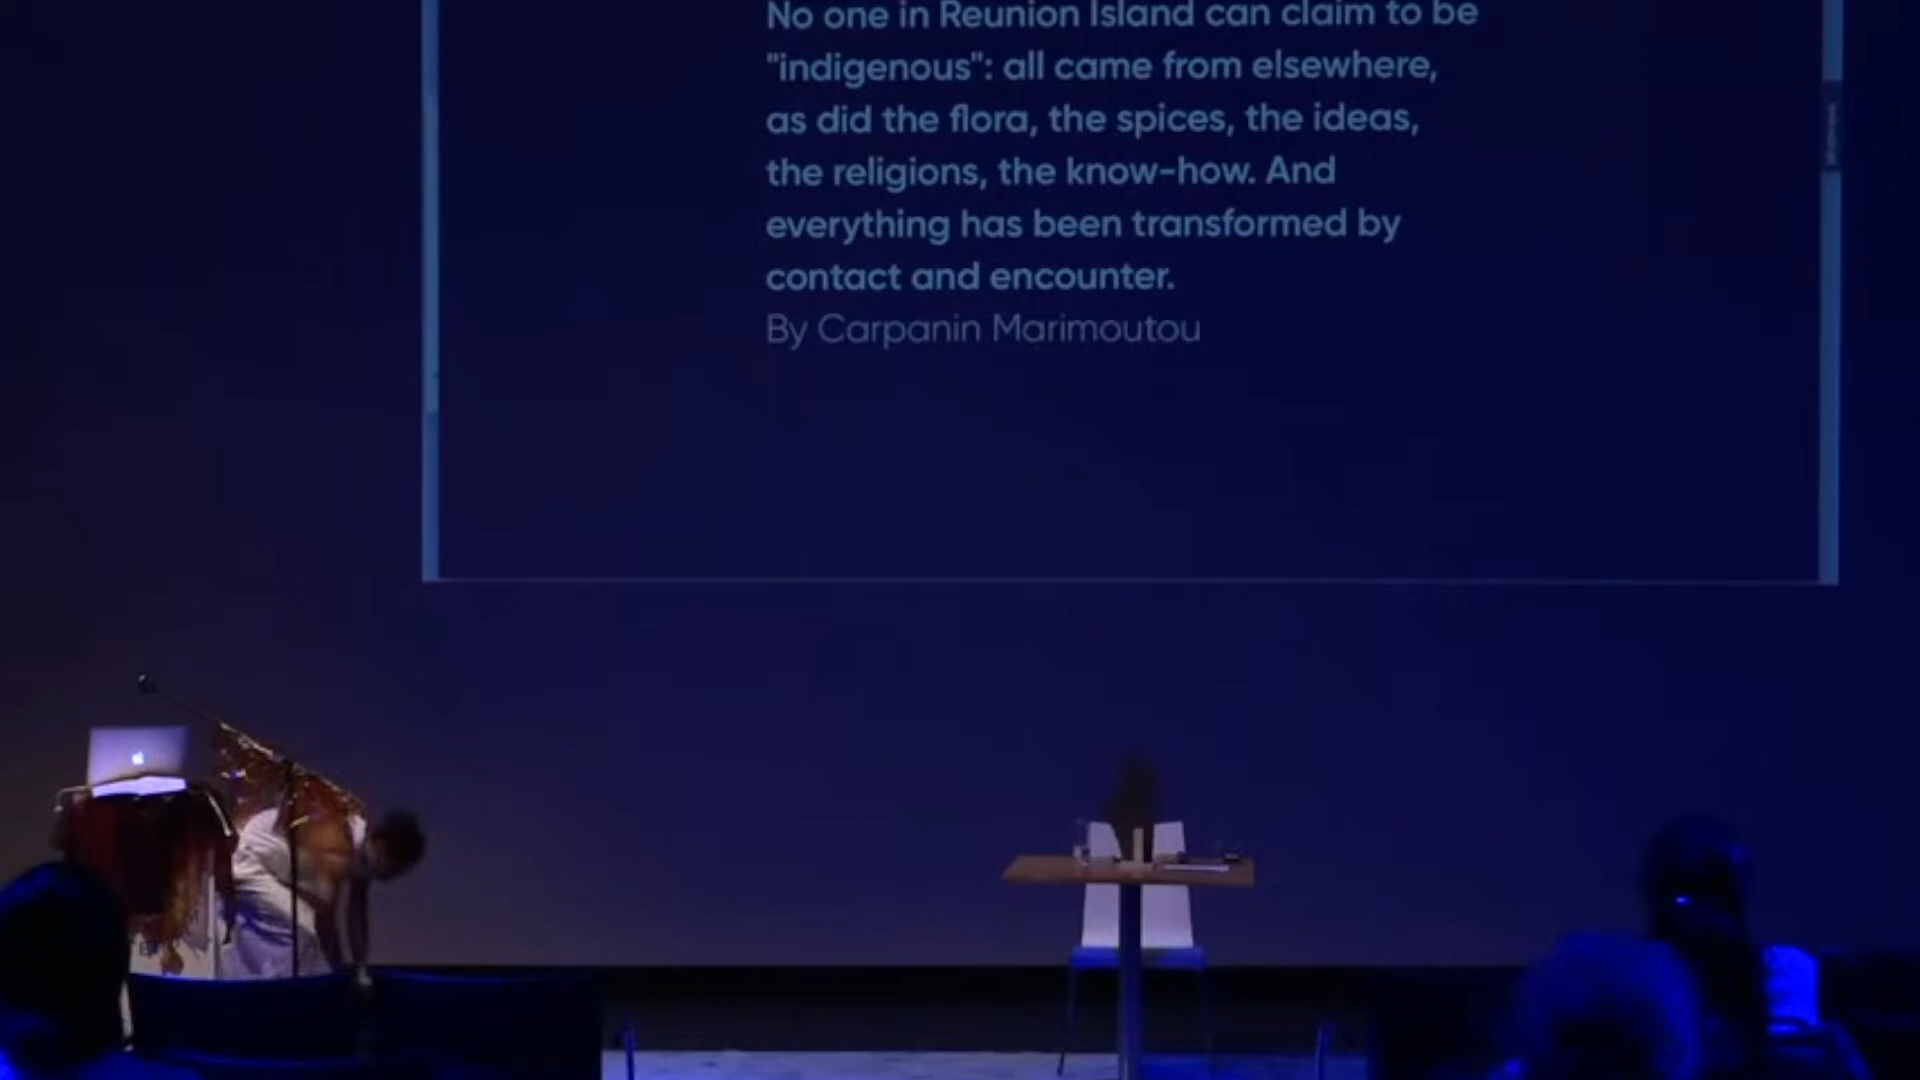 No one in Reunion Island can claim to be
"indigenous": all came from elsewhere,
as did the flora, the spices, the ideas,
the religions, the know-how. And
everything has been transformed by
contact and encounter.
By Carpanin Marimoutou